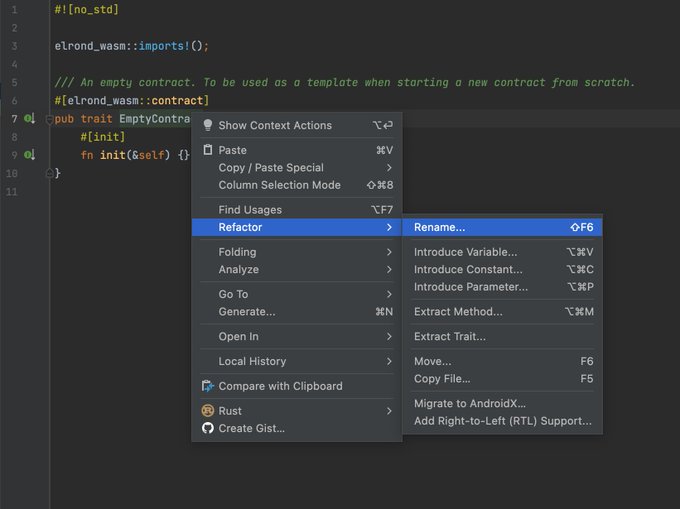 1 #![no_std]
2
3 elrond_wasm::imports!();
4
5 /// An empty contract. To be used as a template when starting a new contract from scratch.
6 #[elrond_wasm::contract]
7 pub trait EmptyContra
8 #[init]
9 fn init(&self) {}
10 }
11
Show Context Actions ⌥⏎
Paste ⌘V
Copy / Paste Special
Column Selection Mode ⇧⌘8
Find Usages ⌥F7
Refactor
Folding
Analyze
Go To
Generate... ⌘N
Open In
Local History
Compare with Clipboard
Rust
Create Gist...
Rename... ⇧F6
Introduce Variable... ⌥⌘V
Introduce Constant... ⌥⌘C
Introduce Parameter... ⌥⌘P
Extract Method... ⌥⌘M
Extract Trait...
Move... F6
Copy File... F5
Migrate to AndroidX...
Add Right-to-Left (RTL) Support...